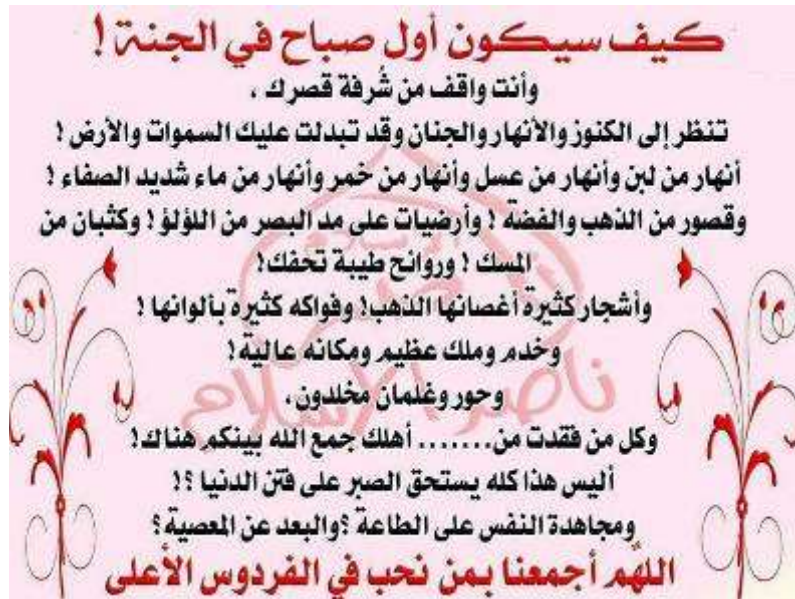 كيف سيكون أول صباح في الجنة !
وأنت واقف من شُرفة قصرك ،
تنظر إلى الكنوز والأنهار والجنان وقد تبدلت عليك السموات والأرض !
أنهار من لبن وأنهار من عسل وأنهار من خمر وأنهار من ماء شديد الصفاء !
وقصور من الذهب والفضة ! وأرضيات على مد البصر من اللؤلؤ ! وكثبان من
المسك ! وروائح طيبة تحفك!
وأشجار كثيرة أغصانها الذهب! وفواكه كثيرة بألوانها !
وخدم وملك عظيم ومكانه عالية!
وحور وغلمان مخلدون ،
وكل من فقدت من....... أهلك جمع الله بينكم هناك!
أليس هذا كله يستحق الصبر على فتن الدنيا ؟!
ومجاهدة النفس على الطاعة ؟والبعد عن المعصية ؟
اللهم أجمعنا بمن نحب في الفردوس الأعلى
ناصر الإسلام